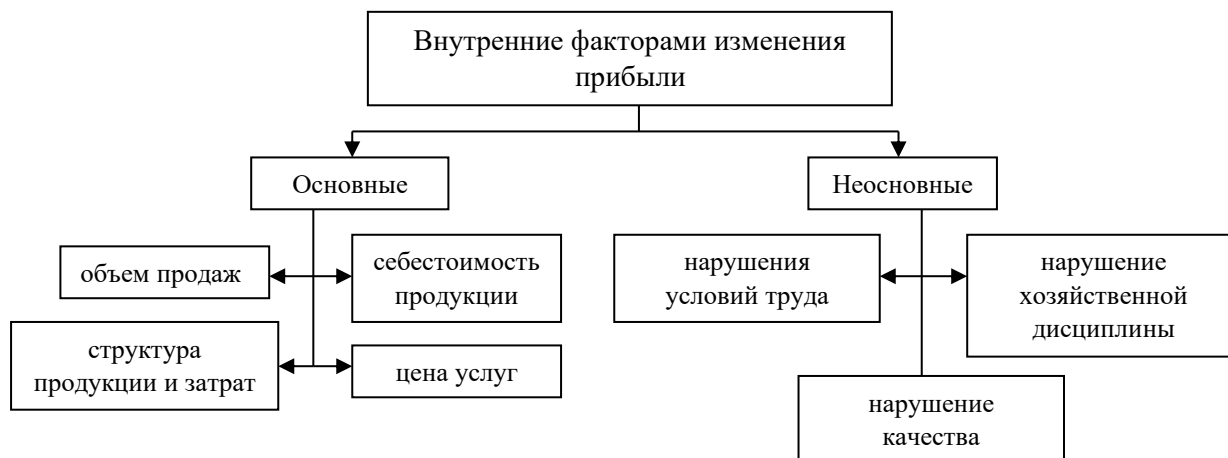 Внутренние факторами изменения
прибыли
Основные
Неосновные
объем продаж
себестоимость
продукции
нарушения
условий труда
нарушение
хозяйственной
дисциплины
структура
продукции и затрат
цена услуг
нарушение
качества